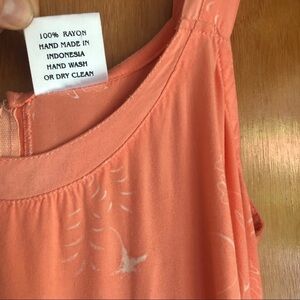 100% RAYON
HAND MADE IN
INDONESIA
HAND WASH
OR DRY CLEAN